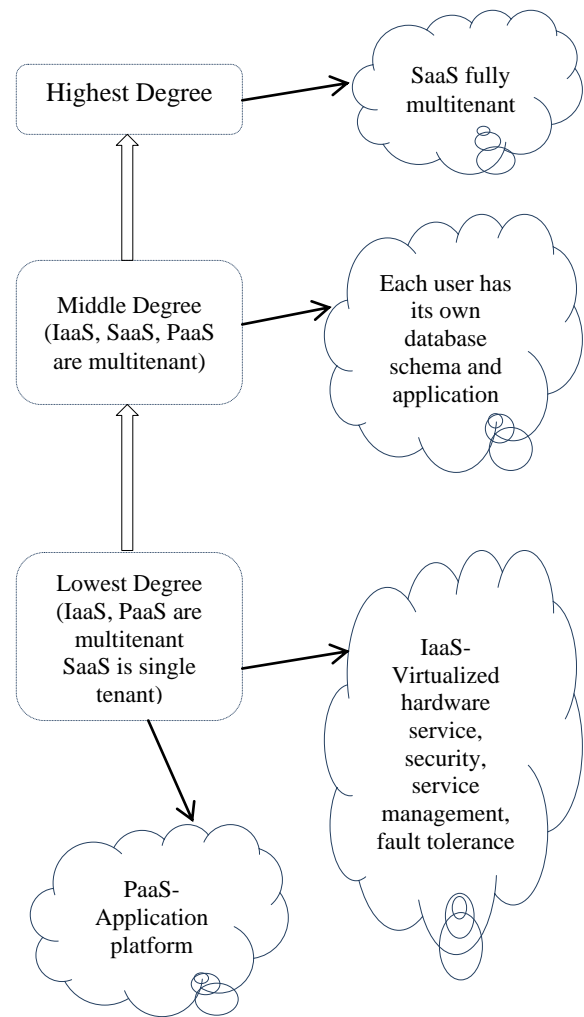 Highest Degree
SaaS fully
multitenant
Middle Degree
(IaaS, SaaS, PaaS
are multitenant)
Each user has
its own
database
schema and
application
Lowest Degree
(IaaS, PaaS are
multitenant
SaaS is single
tenant)
IaaS-
Virtualized
hardware
service,
security,
service
management,
fault tolerance
PaaS-
Application
platform